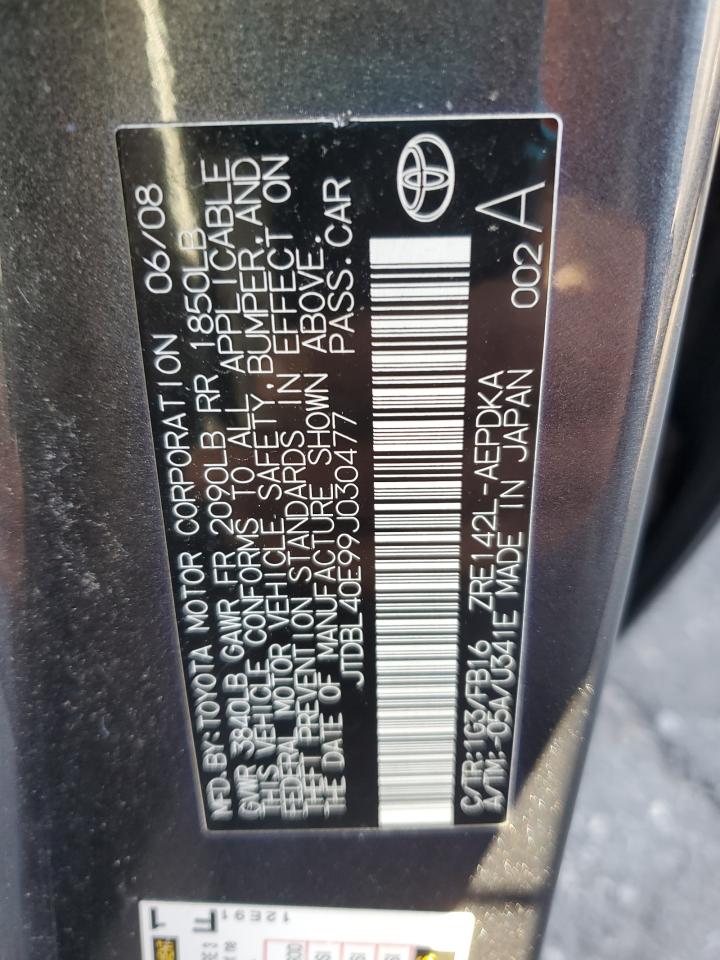 MFD.BY:TOYOTA MOTOR CORPORATION 06/08
GVWR 3840LB GAWR FR 2090LB RR 1850LB
THIS VEHICLE CONFORMS TO ALL APPLICABLE
FEDERAL MOTOR VEHICLE SAFETY,BUMPER,AND
THEFT PREVENTION STANDARDS IN EFFECT ON
THE DATE OF MANUFACTURE SHOWN ABOVE.
JTDBL40E99J030477 PASS.CAR
C/TR:1G3/FB16 ZRE142L-AEPDKA
A/TM:-05A/U341E MADE IN JAPAN
002 A
12E91